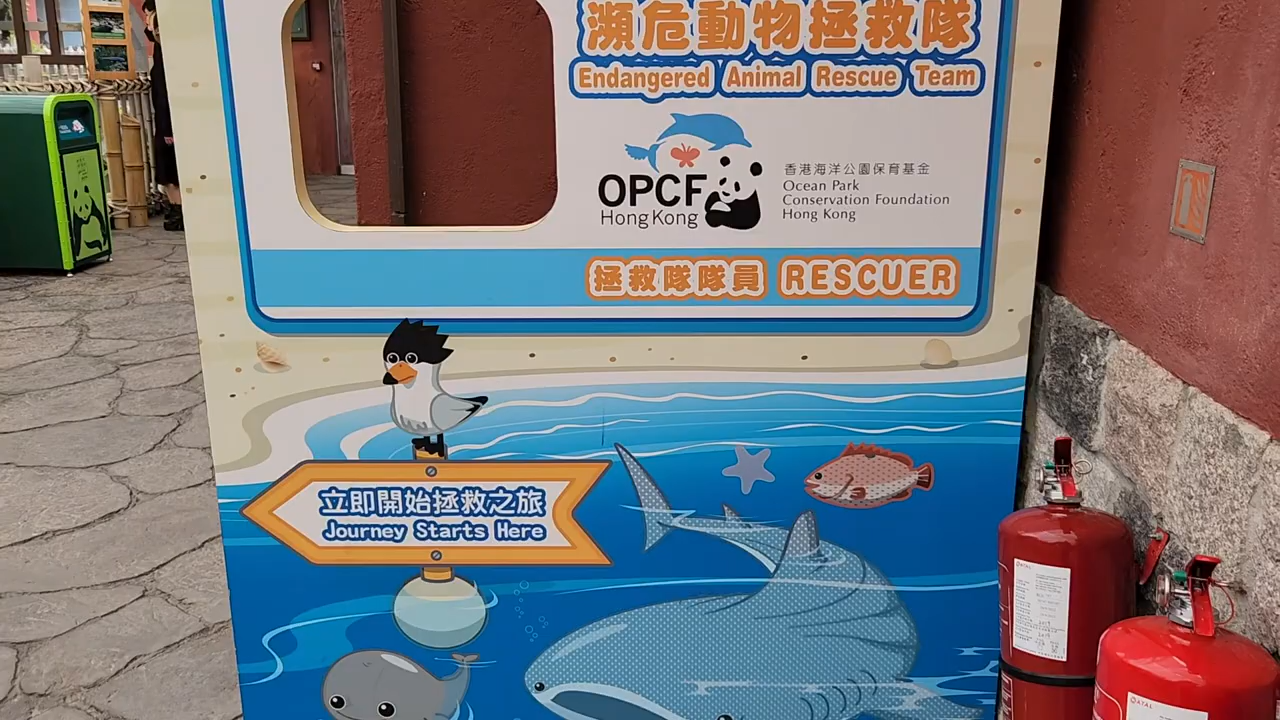 瀕危動物拯救隊
Endangered Animal Rescue Team
OPCF
Hong Kong
香港海洋公園保育基金
Ocean Park
Conservation Foundation
Hong Kong
拯救隊隊員 RESCUER
立即開始拯救之旅
Journey Starts Here
ATAL
ATAL